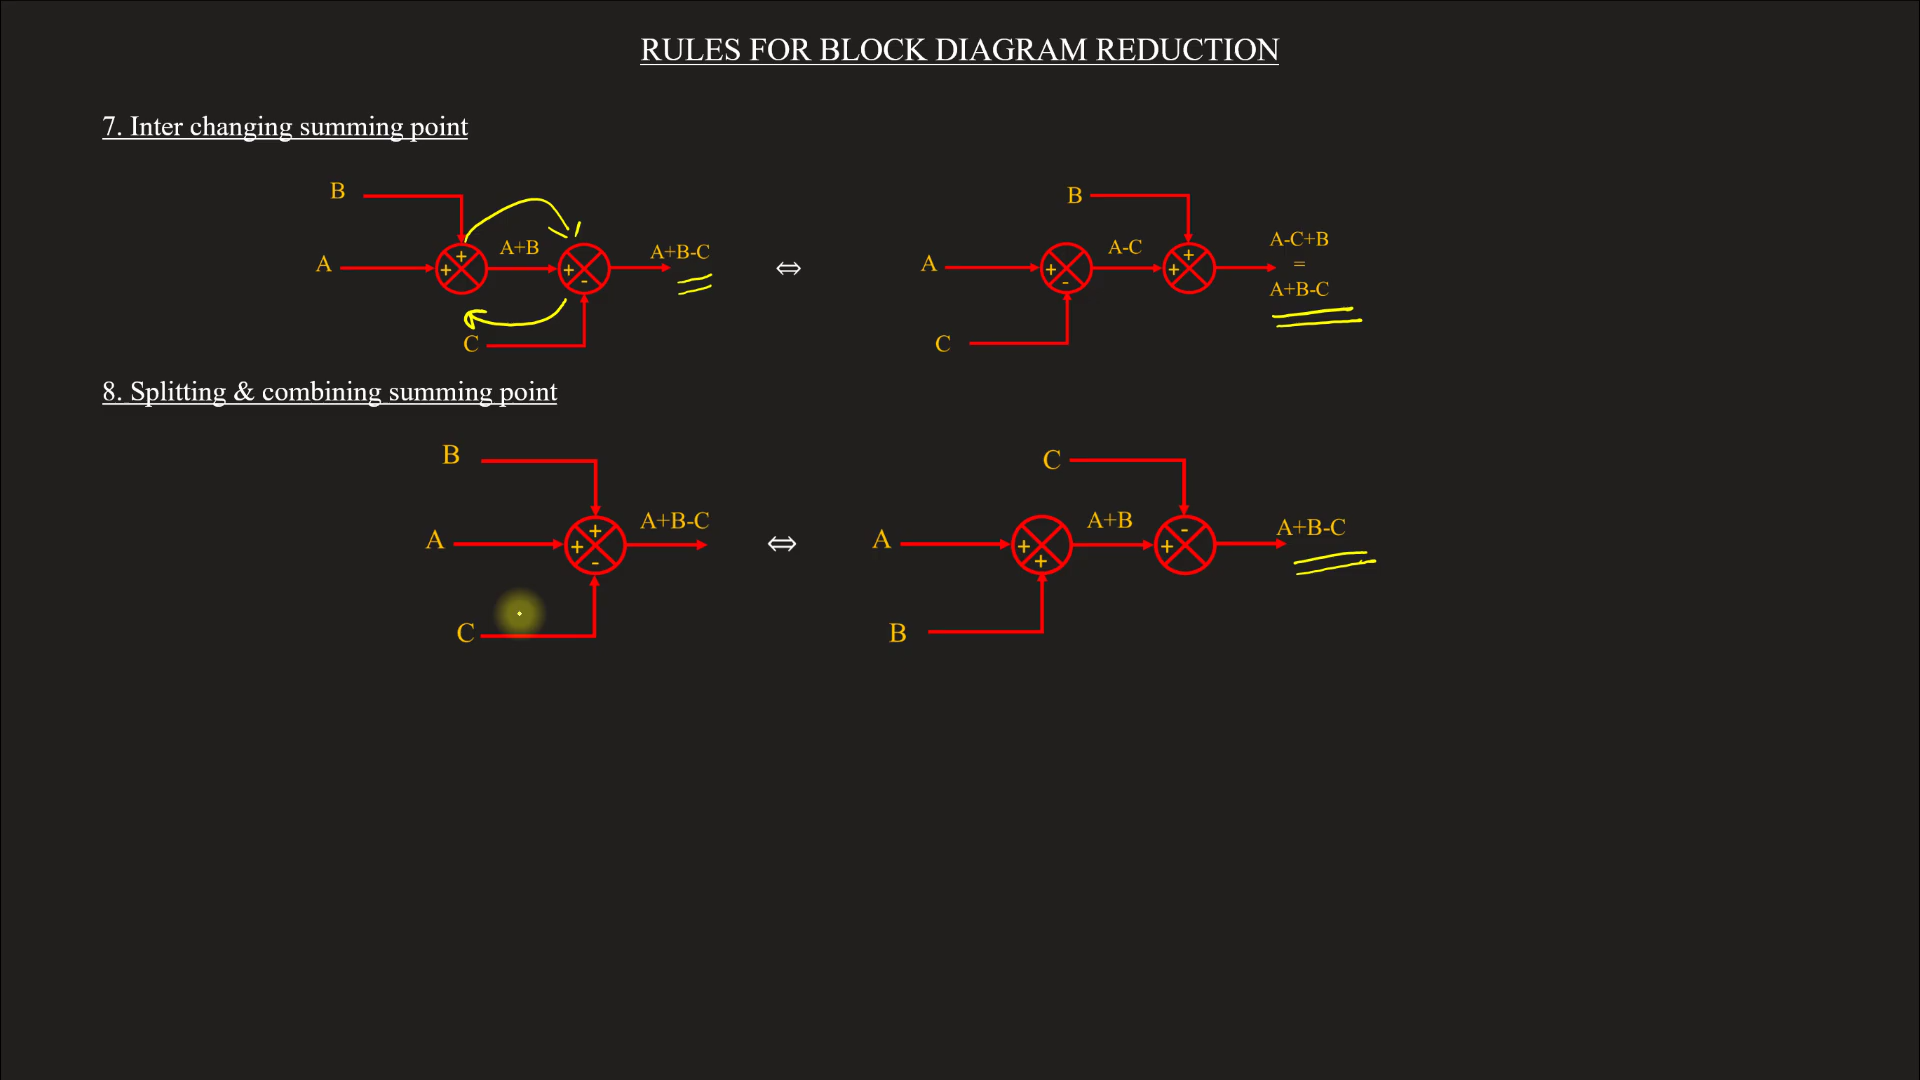 RULES FOR BLOCK DIAGRAM REDUCTION
7. Inter changing summing point
B
A
+
+
A+B
+
-
A+B-C
C
⇔
B
A
+
-
A-C
+
+
A-C+B
=
A+B-C
C
8. Splitting & combining summing point
B
A
+
+
-
A+B-C
C
⇔
C
A
+
+
A+B
-
+
A+B-C
B